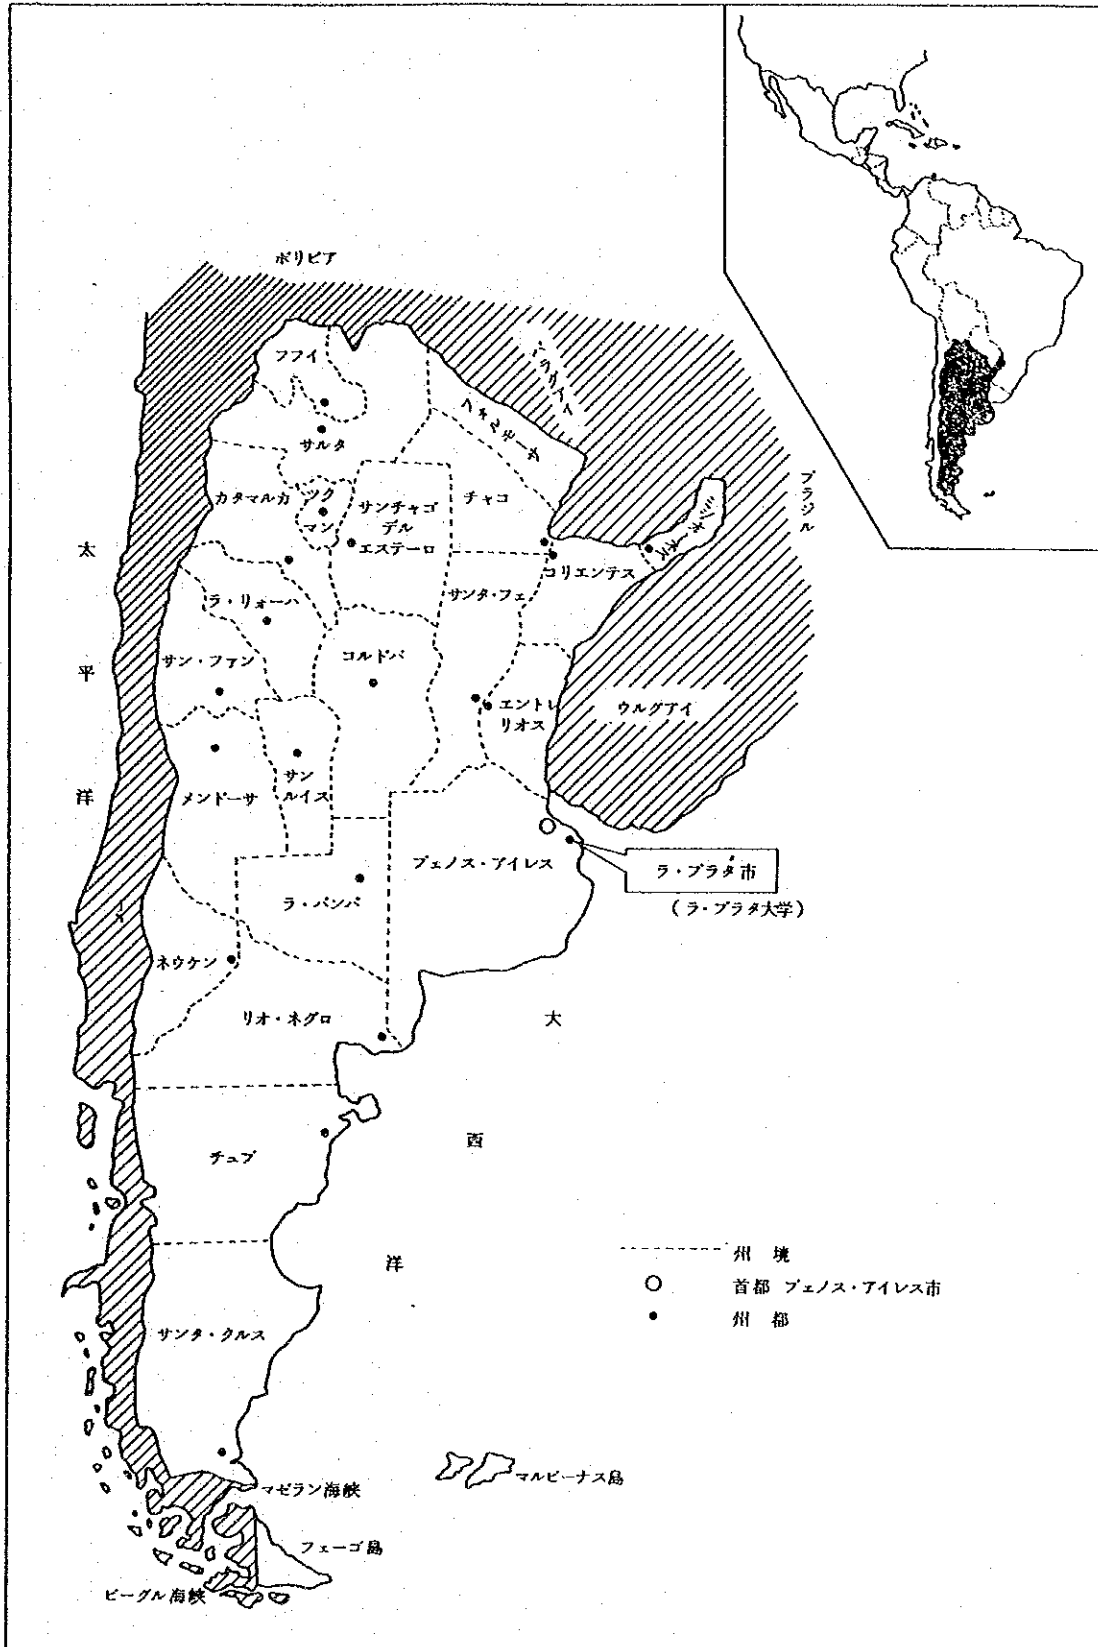 ボリビア
パラグアイ
ブラジル
フフイ
フォルモーサ
サルタ
カタマルカ
ツク
マン
サンチャゴ
デル
エステーロ
チャコ
ミシオーネス
コリエンテス
サンタ・フェ
ラ・リォーハ
サン・ファン
コルドバ
エントレ
リオス
ウルグアイ
サン
ルイス
メンドーサ
ブェノス・アイレス
ラ・プラタ市
(ラ・プラタ大学)
ラ・パンパ
ネウケン
リオ・ネグロ
太平洋
大西洋
チュブ
サンタ・クルス
州境
首都 ブェノス・アイレス市
州都
マルビーナス島
マゼラン海峡
フェーゴ島
ビーグル海峡